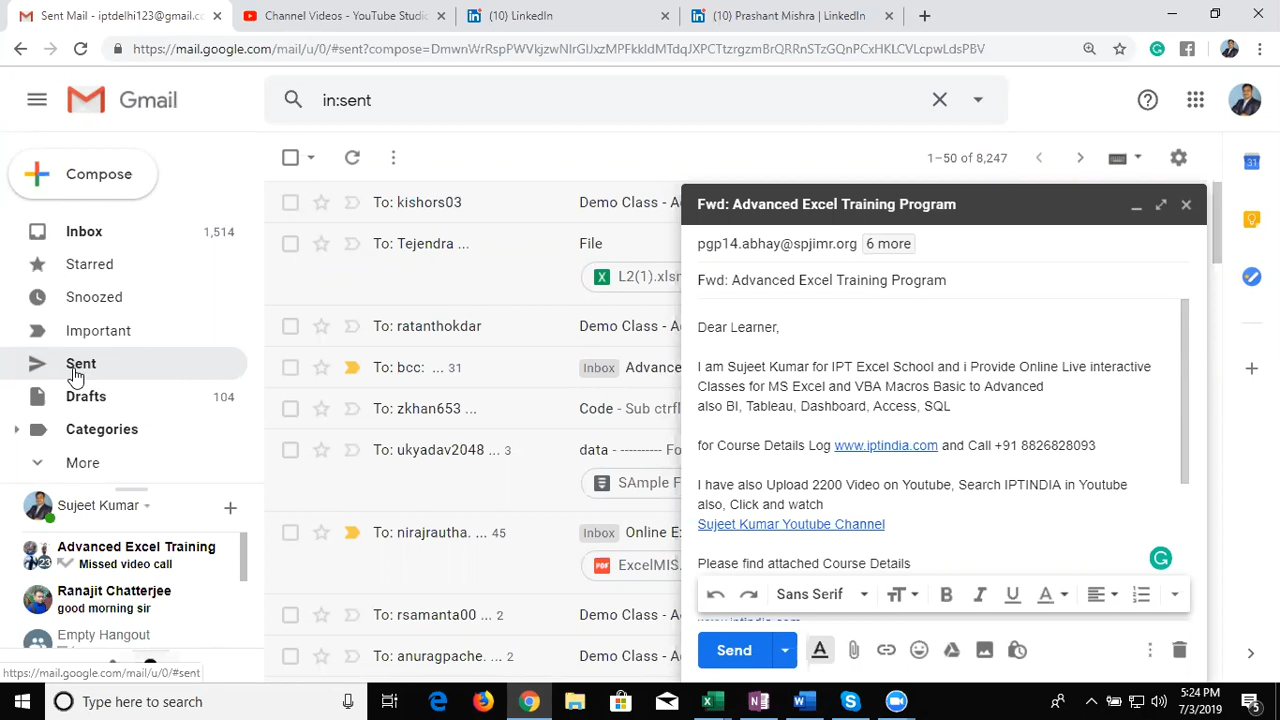 Sent Mail - iptdelhi123@gmail.c
Channel Videos - YouTube Studi
(10) LinkedIn
(10) Prashant Mishra | LinkedIn
https://mail.google.com/mail/u/0/#sent?compose=DmwnWrRspPWVkjzwNlrGlJxzMPFkkldMTdqJXPCTtzrgzmBrQRRnSTzGQnPCxHKLCVLcpwLdsPBV
Gmail
in:sent
Compose
1–50 of 8,247
Inbox 1,514
Starred
Snoozed
Important
Sent
Drafts 104
Categories
More
Sujeet Kumar
Advanced Excel Training
Missed video call
23
Ranajit Chatterjee
good morning sir
Empty Hangout
https://mail.google.com/mail/u/0/#sent
To: kishors03 Demo Class - A
To: Tejendra ... File
L2(1).xlsm
To: ratanthokdar Demo Class - A
To: bcc: ... 31 Inbox Advance
To: zkhan653 ... Code - Sub ctrlf
To: ukyadav2048 ... 3 data - ---------- Fo
SAmple F
To: nirajrautha. ... 45 Inbox Online E
PDF ExcelMIS.
To: rsamanta00 ... 2 Demo Class - A
To: anuragpache. ... 2 Demo Class - A
Fwd: Advanced Excel Training Program
pgp14.abhay@spjimr.org 6 more
Fwd: Advanced Excel Training Program
Dear Learner,
I am Sujeet Kumar for IPT Excel School and i Provide Online Live interactive
Classes for MS Excel and VBA Macros Basic to Advanced
also BI, Tableau, Dashboard, Access, SQL
for Course Details Log www.iptindia.com and Call +91 8826828093
I have also Upload 2200 Video on Youtube, Search IPTINDIA in Youtube
also, Click and watch
Sujeet Kumar Youtube Channel
Please find attached Course Details
Sans Serif
Send
31
Type here to search
5:24 PM
7/3/2019
5